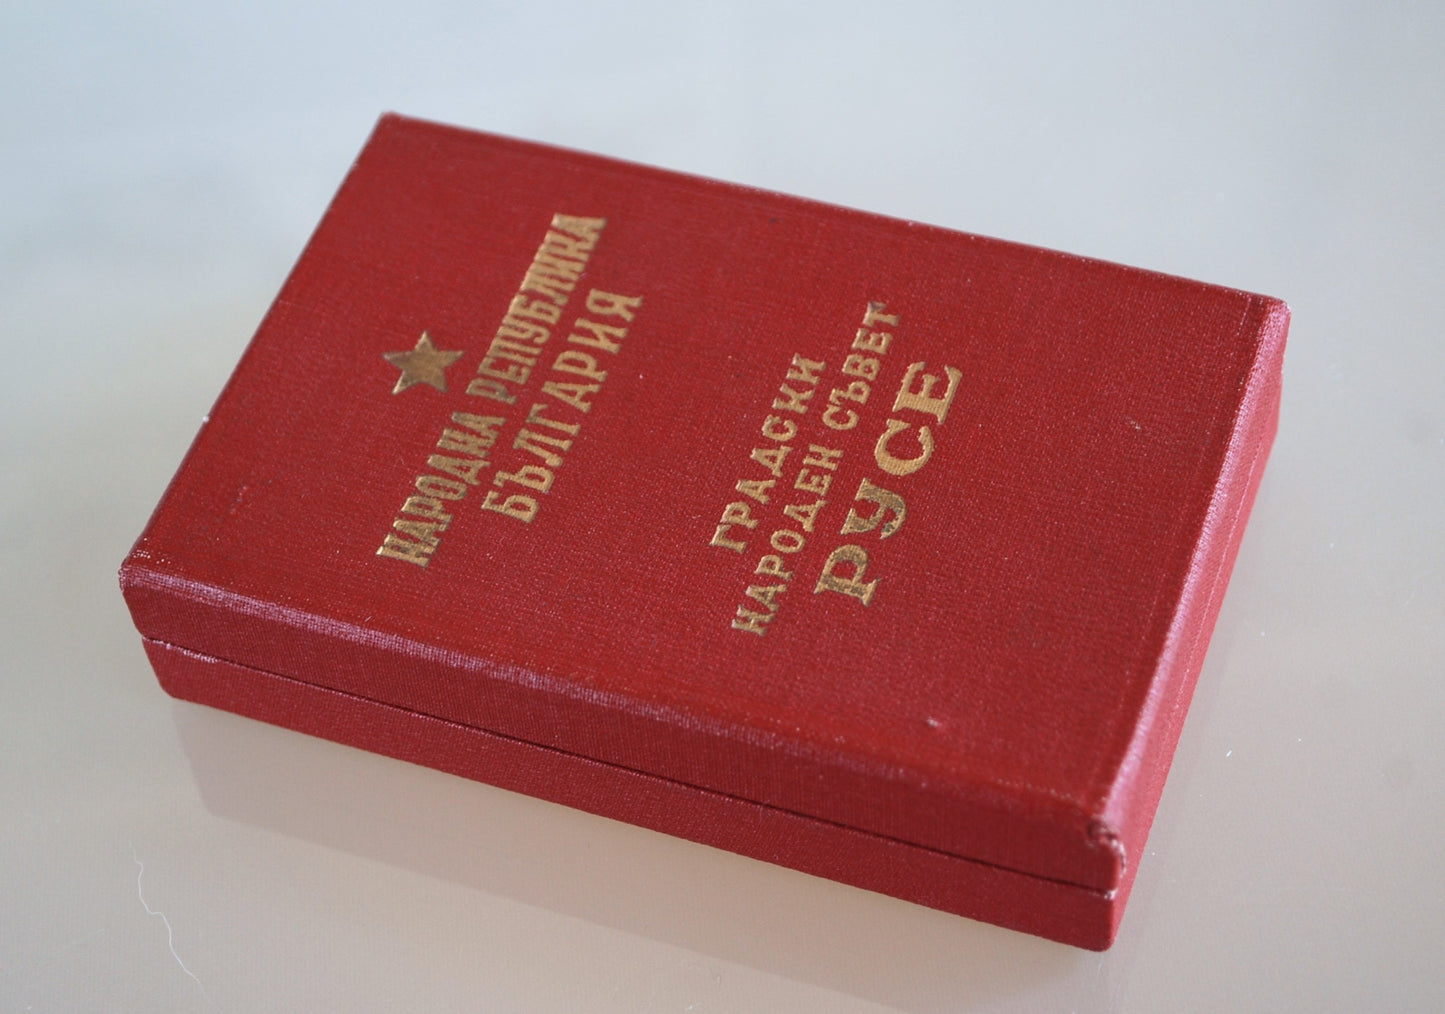 НАРОДНА РЕПУБЛИКА
БЪЛГАРИЯ
ГРАДСКИ
НАРОДЕН СЪВЕТ
РУСЕ